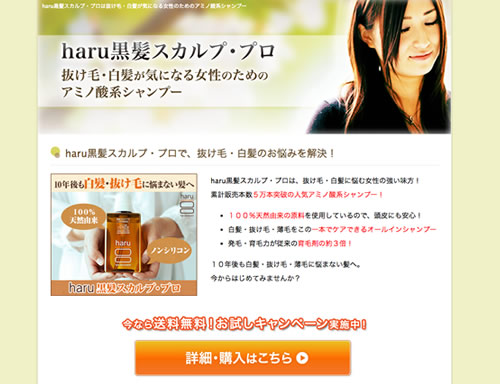 haru黒髪スカルプ・プロは抜け毛・白髪が気になる女性のためのアミノ酸系シャンプー
haru黒髪スカルプ・プロ
抜け毛・白髪が気になる女性のための
アミノ酸系シャンプー
haru黒髪スカルプ・プロで、抜け毛・白髪のお悩みを解決！
10年後も白髪・抜け毛に悩まない髪へ
100%
天然由来
haru
haru
ノンシリコン
haru黒髪スカルプ・プロ
haru黒髪スカルプ・プロは、抜け毛・白髪に悩む女性の強い味方！
累計販売本数５万本突破の人気アミノ酸系シャンプー！
１００%天然由来の原料を使用しているので、頭皮にも安心！
白髪・抜け毛・薄毛をこの一本でケアできるオールインシャンプー
発毛・育毛力が従来の育毛剤の約３倍！
１０年後も白髪・抜け毛・薄毛に悩まない髪へ。
今からはじめてみませんか？
今なら送料無料！お試しキャンペーン実施中！
詳細・購入はこちら